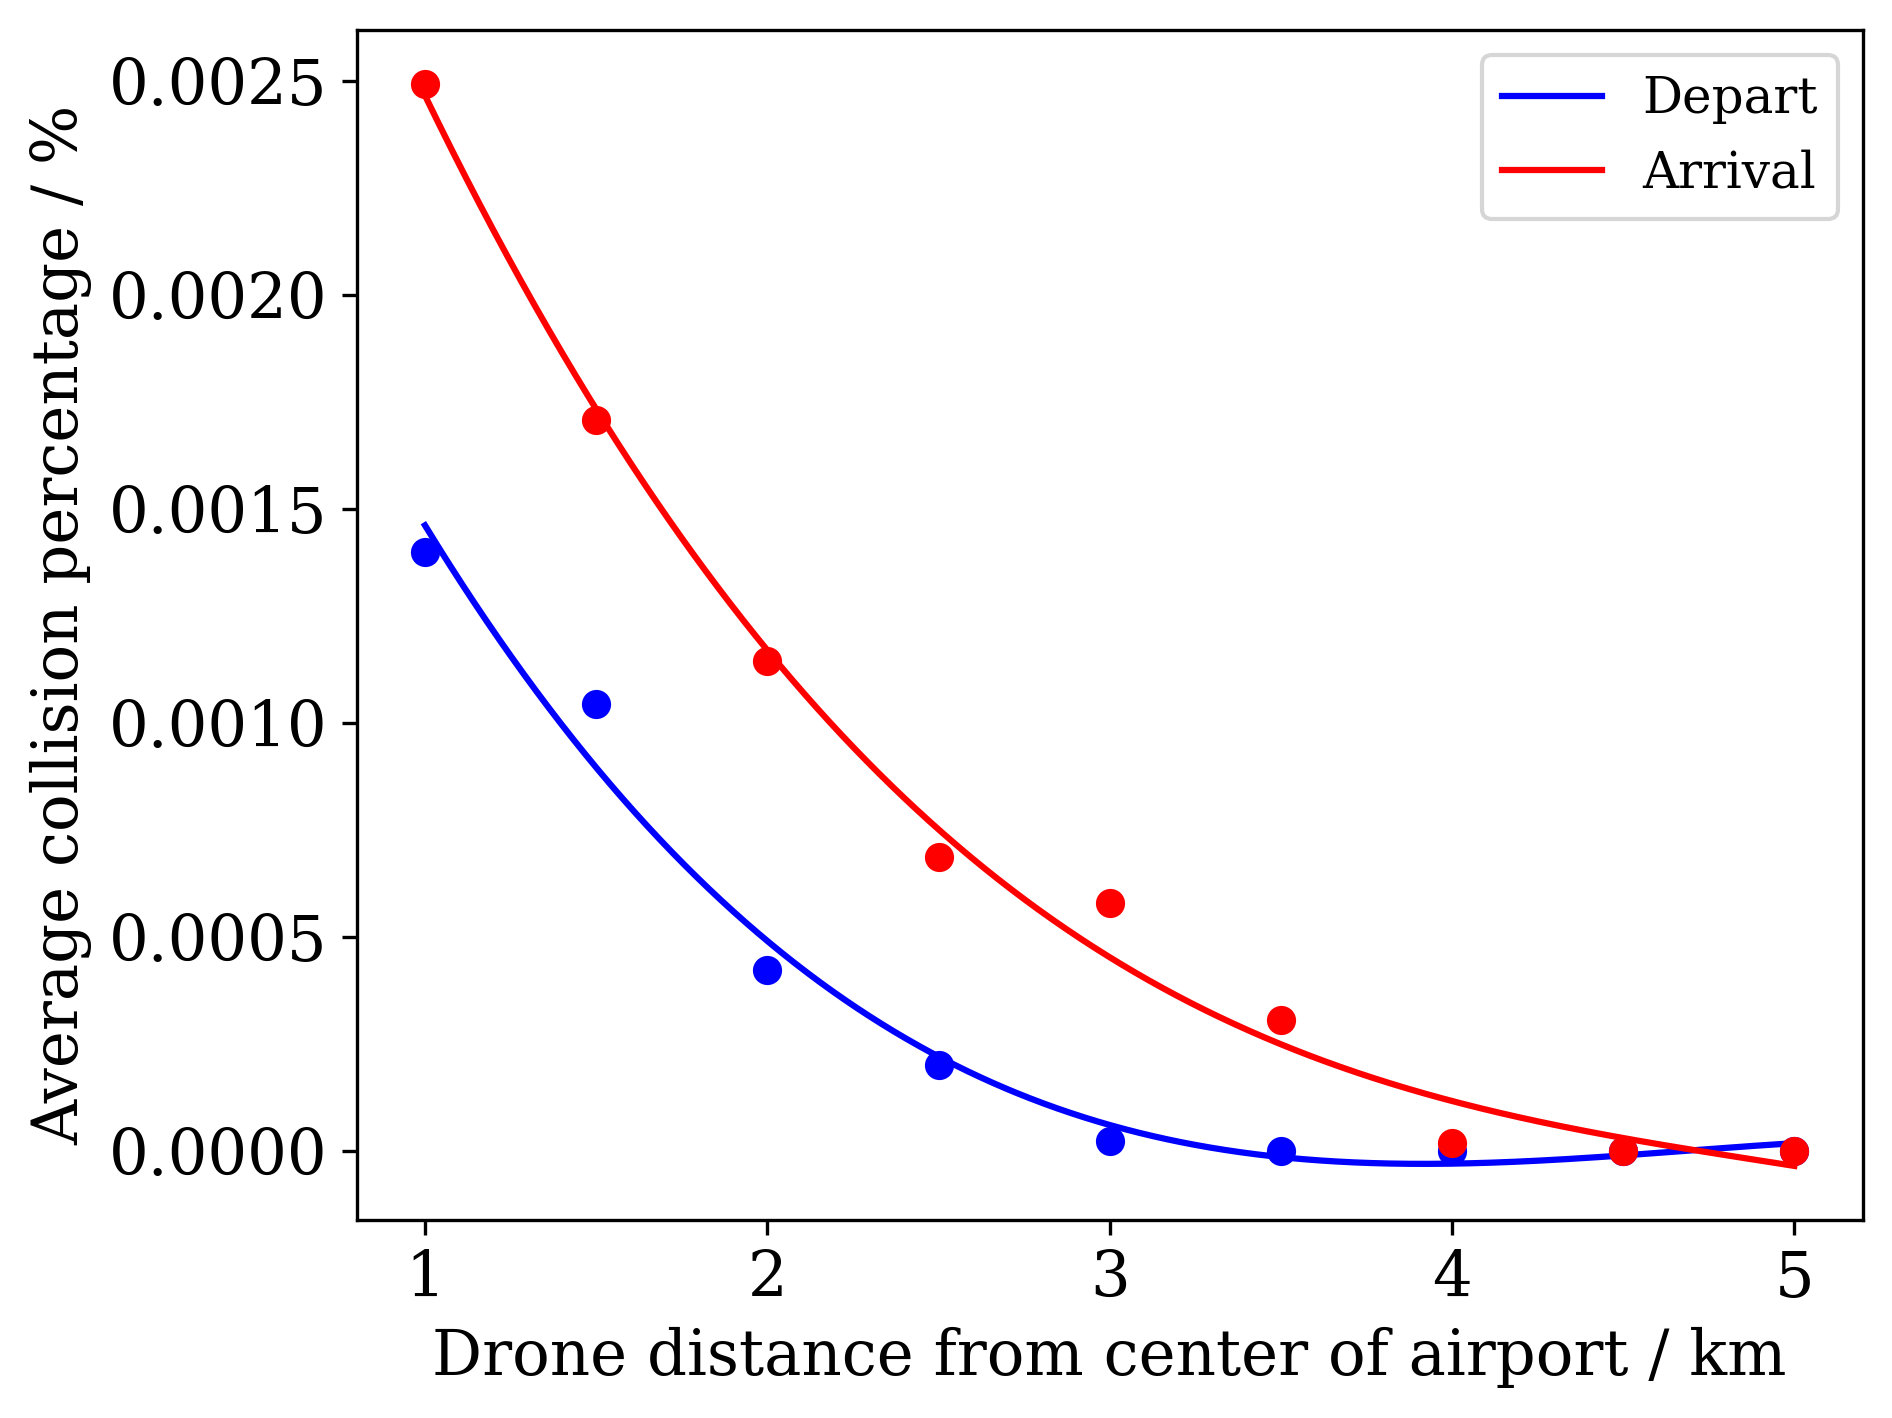 Average collision percentage / %
0.0025
0.0020
0.0015
0.0010
0.0005
0.0000
Depart
Arrival
1 2 3 4 5
Drone distance from center of airport / km